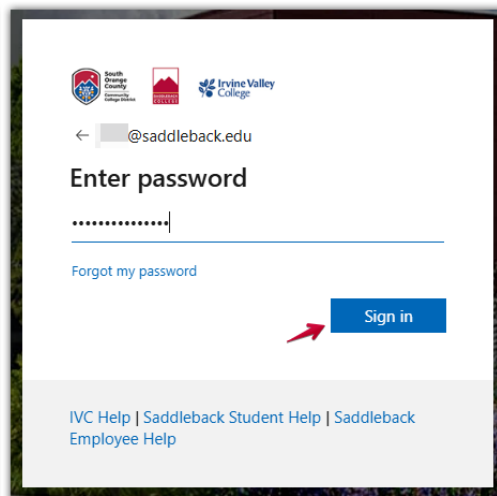 South
Orange
County
Community
College District
SADDLEBACK
COLLEGE
Irvine Valley
College
← @saddleback.edu
Enter password
•••••••••••••••
Forgot my password
Sign in
IVC Help | Saddleback Student Help | Saddleback
Employee Help